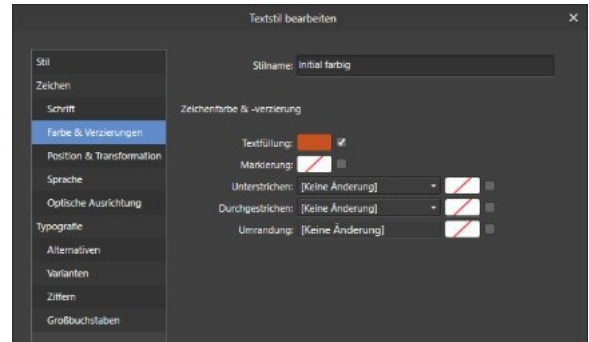 Textstil bearbeiten
Stil
Zeichen
Schrift
Farbe & Verzierungen
Position & Transformation
Sprache
Optische Ausrichtung
Typografie
Alternativen
Varianten
Ziffern
Großbuchstaben
Stilname: Initial farbig
Zeichenfarbe & -verzierung
Textfüllung:
Markierung:
Unterstrichen: [Keine Änderung]
Durchgestrichen: [Keine Änderung]
Umrandung: [Keine Änderung]